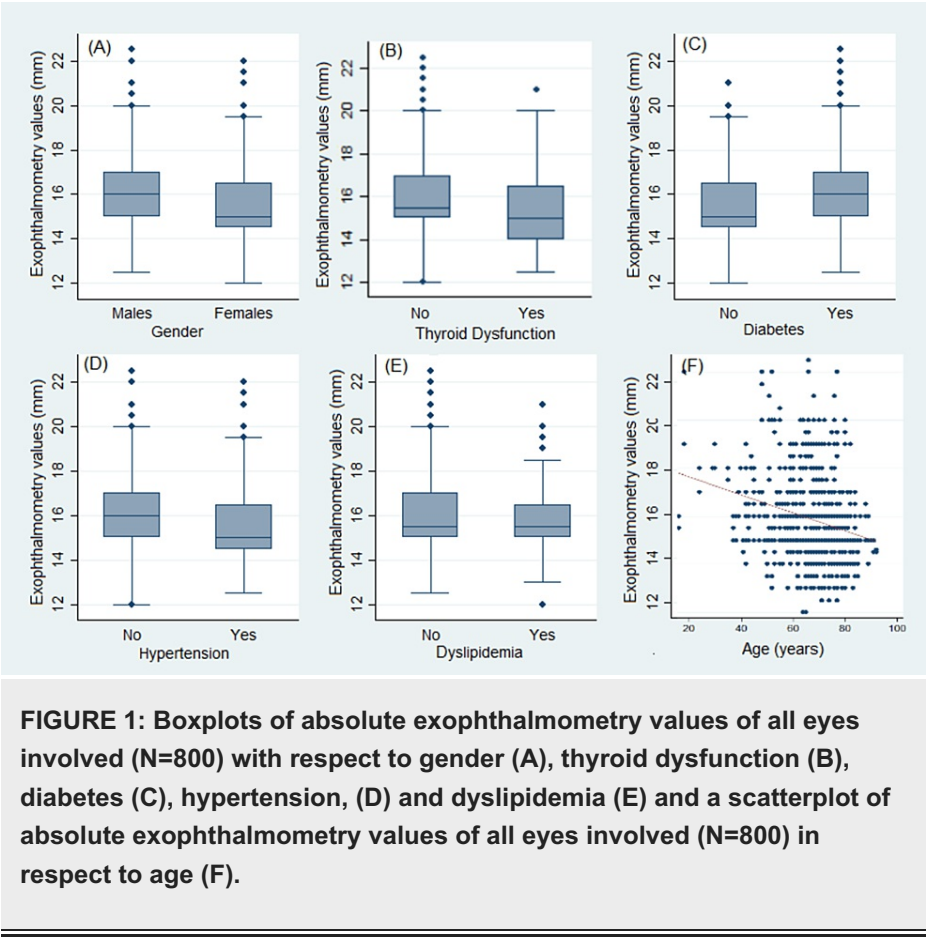 (A)
Exophthalmometry values (mm)
22
20
18
16
14
12
Males Females
Gender
(B)
Exophthalmometry values (mm)
22
20
18
16
14
12
No Yes
Thyroid Dysfunction
(C)
Exophthalmometry values (mm)
22
20
18
16
14
12
No Yes
Diabetes
(D)
Exophthalmometry values (mm)
22
20
18
16
14
12
No Yes
Hypertension
(E)
Exophthalmometry values (mm)
22
20
18
16
14
12
No Yes
Dyslipidemia
(F)
Exophthalmometry values (mm)
22
20
18
16
14
12
20 40 60 80 100
Age (years)
FIGURE 1: Boxplots of absolute exophthalmometry values of all eyes
involved (N=800) with respect to gender (A), thyroid dysfunction (B),
diabetes (C), hypertension, (D) and dyslipidemia (E) and a scatterplot of
absolute exophthalmometry values of all eyes involved (N=800) in
respect to age (F).